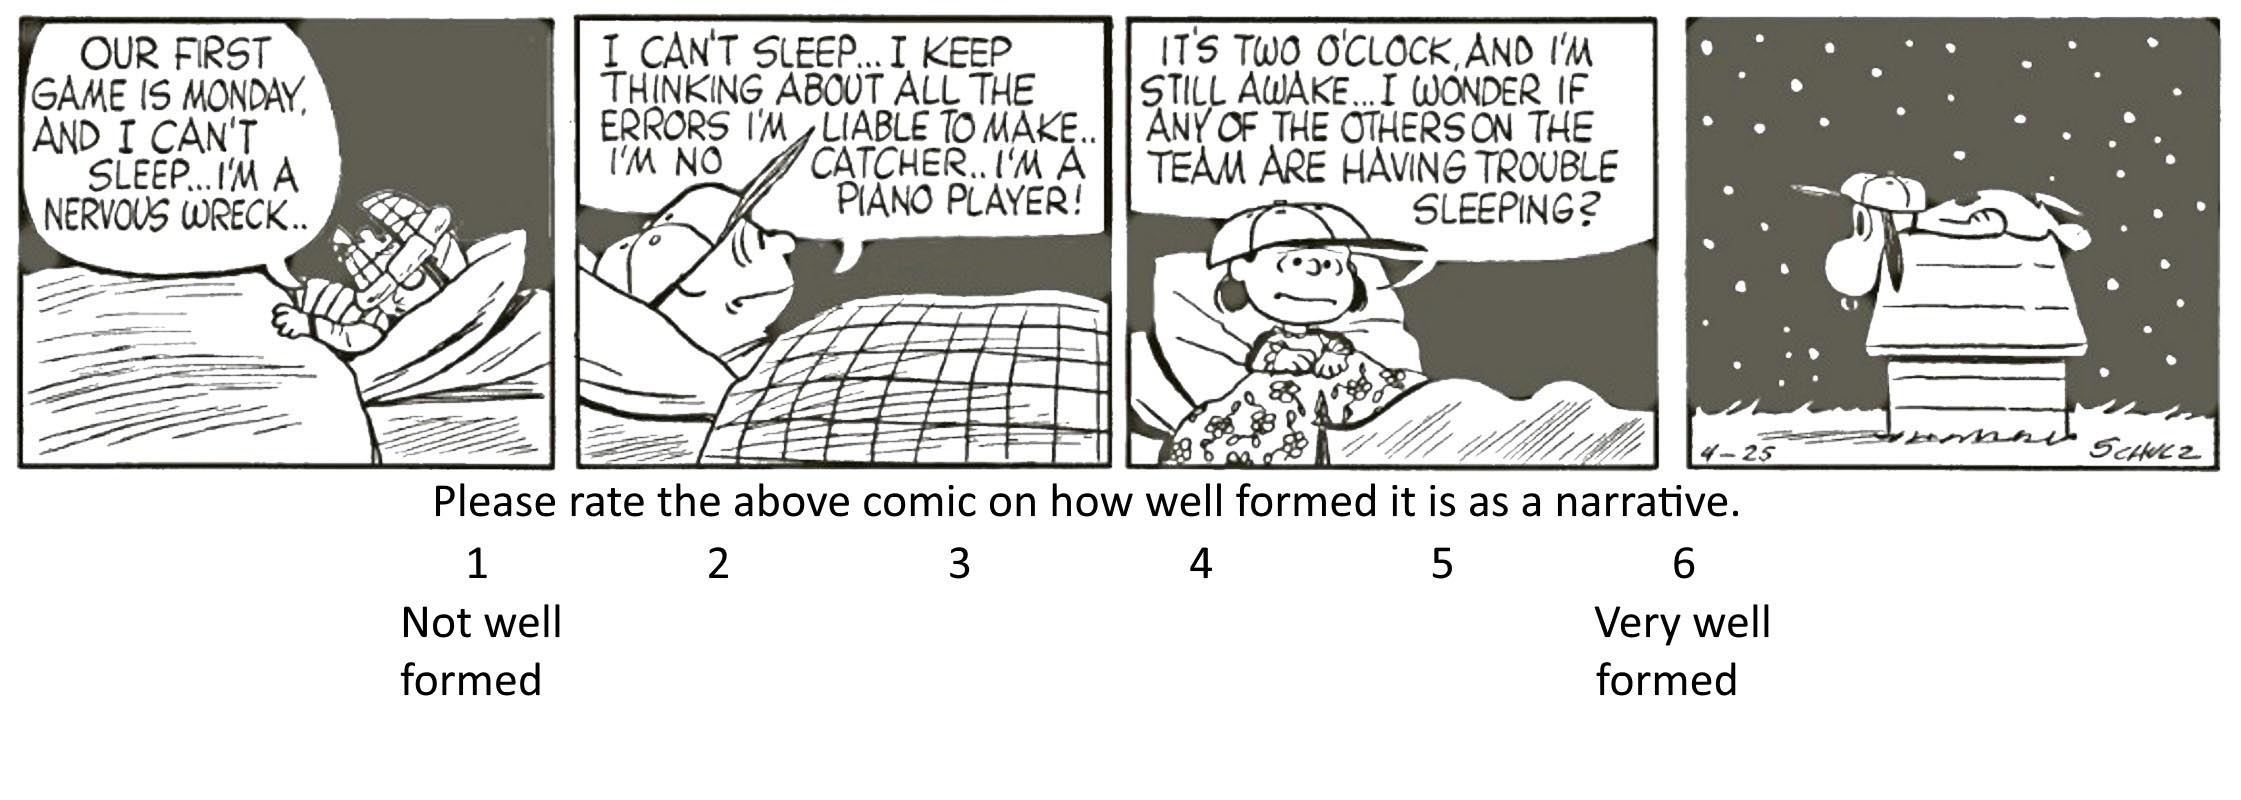 OUR FIRST
GAME IS MONDAY,
AND I CAN'T
SLEEP...I'M A
NERVOUS WRECK..
I CAN'T SLEEP...I KEEP
THINKING ABOUT ALL THE
ERRORS I'M LIABLE TO MAKE..
I'M NO CATCHER..I'M A
PIANO PLAYER!
IT'S TWO O'CLOCK, AND I'M
STILL AWAKE...I WONDER IF
ANY OF THE OTHERS ON THE
TEAM ARE HAVING TROUBLE
SLEEPING?
4-25
SCHULZ
Please rate the above comic on how well formed it is as a narrative.
1 2 3 4 5 6
Not well
formed
Very well
formed